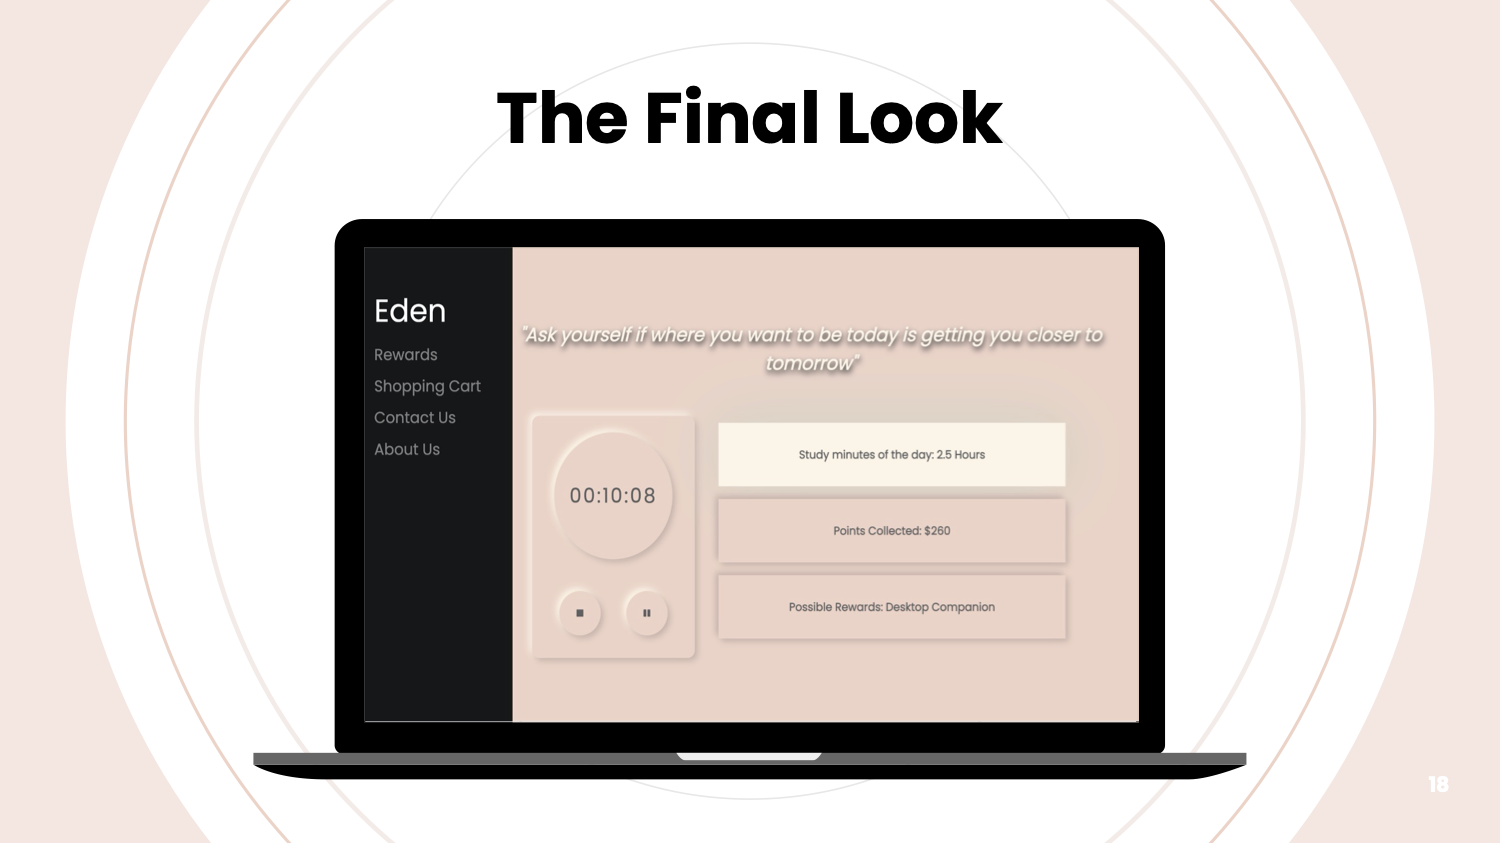 The Final Look
Eden
Rewards
Shopping Cart
Contact Us
About Us
"Ask yourself if where you want to be today is getting you closer to
tomorrow"
00:10:08
Study minutes of the day: 2.5 Hours
Points Collected: $260
Possible Rewards: Desktop Companion
18